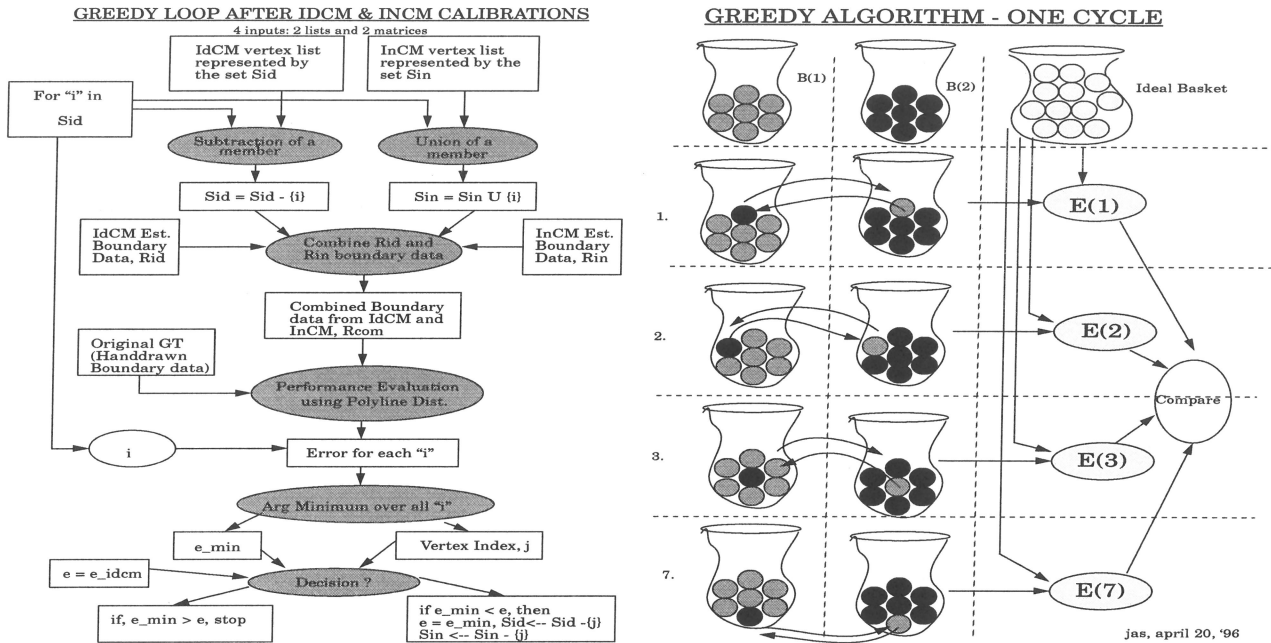 GREEDY LOOP AFTER IDCM & INCM CALIBRATIONS
4 inputs: 2 lists and 2 matrices
IdCM vertex list
represented by
the set Sid
InCM vertex list
represented by the
set Sin
For "i" in
Sid
Subtraction of a
member
Union of a
member
Sid = Sid - {i}
Sin = Sin U {i}
IdCM Est.
Boundary
Data, Rid
Combine Rid and
Rin boundary data
InCM Est.
Boundary
Data, Rin
Combined Boundary
data from IdCM and
InCM, Rcom
Original GT
(Handdrawn
Boundary data)
Performance Evaluation
using Polyline Dist.
i
Error for each "i"
Arg Minimum over all "i"
e_min
Vertex Index, j
e = e_idcm
Decision ?
if, e_min > e, stop
if e_min < e, then
e = e_min, Sid<-- Sid -{j}
Sin <-- Sin - {j}
GREEDY ALGORITHM - ONE CYCLE
B(1)
B(2)
Ideal Basket
1.
E(1)
2.
E(2)
Compare
3.
E(3)
7.
E(7)
jas, april 20, '96